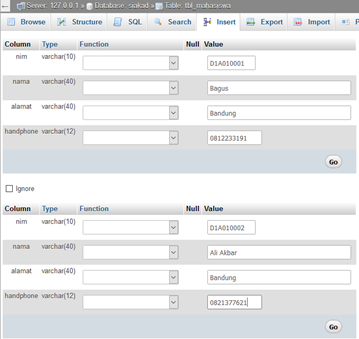 Server: 127.0.0.1 » Database: siakad » Table: tbl_mahasiswa
Browse Structure SQL Search Insert Export Import
Column Type Function Null Value
nim varchar(10) D1A010001
nama varchar(40) Bagus
alamat varchar(40) Bandung
handphone varchar(12) 0812233191
Go
Ignore
Column Type Function Null Value
nim varchar(10) D1A010002
nama varchar(40) Ali Akbar
alamat varchar(40) Bandung
handphone varchar(12) 0821377621
Go